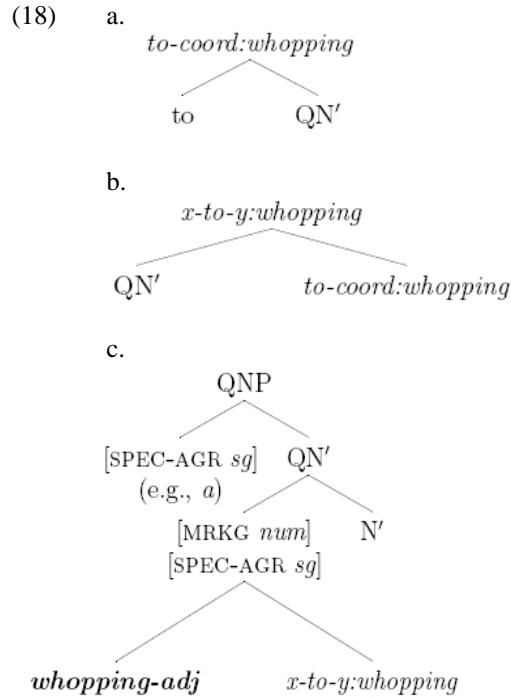 (18) a.
to-coord:whopping
to QN′
b.
x-to-y:whopping
QN′ to-coord:whopping
c.
QNP
[SPEC-AGR sg] QN′
(e.g., a)
[MRKG num] N′
[SPEC-AGR sg]
whopping-adj x-to-y:whopping